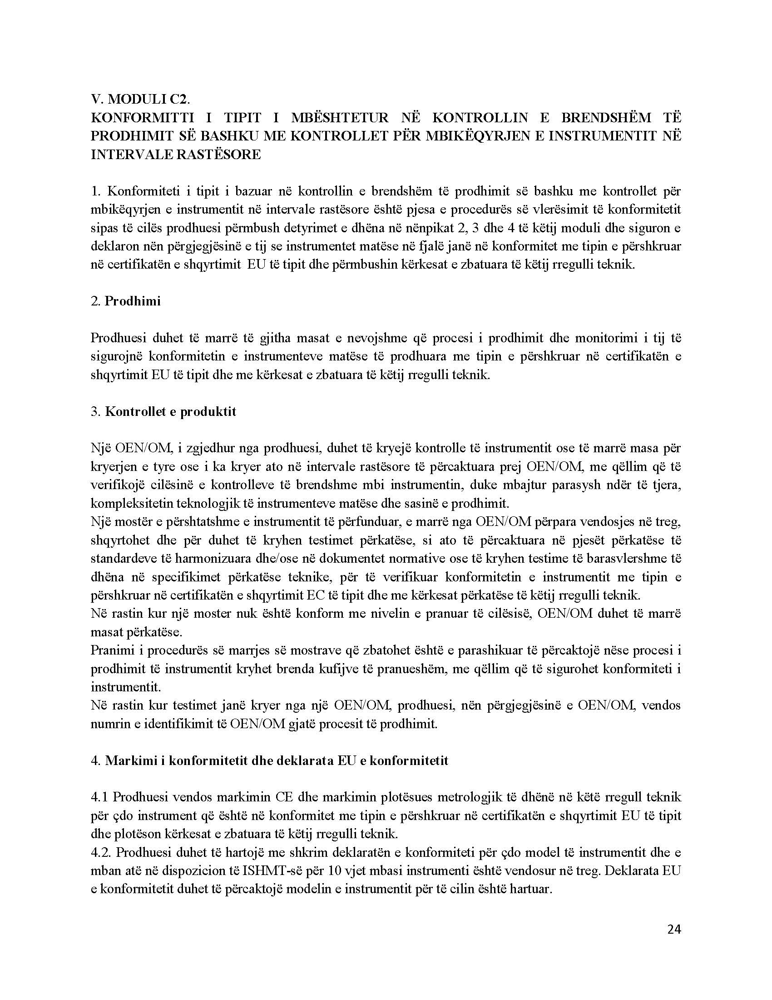 V. MODULI C2.
KONFORMITTI I TIPIT I MBËSHTETUR NË KONTROLLIN E BRENDSHËM TË
PRODHIMIT SË BASHKU ME KONTROLLET PËR MBIKËQYRJEN E INSTRUMENTIT NË
INTERVALE RASTËSORE
1. Konformiteti i tipit i bazuar në kontrollin e brendshëm të prodhimit së bashku me kontrollet për
mbikëqyrjen e instrumentit në intervale rastësore është pjesa e procedurës së vlerësimit të konformitetit
sipas të cilës prodhuesi përmbush detyrimet e dhëna në nënpikat 2, 3 dhe 4 të këtij moduli dhe siguron e
deklaron nën përgjegjësinë e tij se instrumentet matëse në fjalë janë në konformitet me tipin e përshkruar
në certifikatën e shqyrtimit EU të tipit dhe përmbushin kërkesat e zbatuara të këtij rregulli teknik.
2. Prodhimi
Prodhuesi duhet të marrë të gjitha masat e nevojshme që procesi i prodhimit dhe monitorimi i tij të
sigurojnë konformitetin e instrumenteve matëse të prodhuara me tipin e përshkruar në certifikatën e
shqyrtimit EU të tipit dhe me kërkesat e zbatuara të këtij rregulli teknik.
3. Kontrollet e produktit
Një OEN/OM, i zgjedhur nga prodhuesi, duhet të kryejë kontrolle të instrumentit ose të marrë masa për
kryerjen e tyre ose i ka kryer ato në intervale rastësore të përcaktuara prej OEN/OM, me qëllim që të
verifikojë cilësinë e kontrolleve të brendshme mbi instrumentin, duke mbajtur parasysh ndër të tjera,
kompleksitetin teknologjik të instrumenteve matëse dhe sasinë e prodhimit.
Një mostër e përshtatshme e instrumentit të përfunduar, e marrë nga OEN/OM përpara vendosjes në treg,
shqyrtohet dhe për duhet të kryhen testimet përkatëse, si ato të përcaktuara në pjesët përkatëse të
standardeve të harmonizuara dhe/ose në dokumentet normative ose të kryhen testime të barasvlershme të
dhëna në specifikimet përkatëse teknike, për të verifikuar konformitetin e instrumentit me tipin e
përshkruar në certifikatën e shqyrtimit EC të tipit dhe me kërkesat përkatëse të këtij rregulli teknik.
Në rastin kur një moster nuk është konform me nivelin e pranuar të cilësisë, OEN/OM duhet të marrë
masat përkatëse.
Pranimi i procedurës së marrjes së mostrave që zbatohet është e parashikuar të përcaktojë nëse procesi i
prodhimit të instrumentit kryhet brenda kufijve të pranueshëm, me qëllim që të sigurohet konformiteti i
instrumentit.
Në rastin kur testimet janë kryer nga një OEN/OM, prodhuesi, nën përgjegjësinë e OEN/OM, vendos
numrin e identifikimit të OEN/OM gjatë procesit të prodhimit.
4. Markimi i konformitetit dhe deklarata EU e konformitetit
4.1 Prodhuesi vendos markimin CE dhe markimin plotësues metrologjik të dhënë në këtë rregull teknik
për çdo instrument që është në konformitet me tipin e përshkruar në certifikatën e shqyrtimit EU të tipit
dhe plotëson kërkesat e zbatuara të këtij rregulli teknik.
4.2. Prodhuesi duhet të hartojë me shkrim deklaratën e konformiteti për çdo model të instrumentit dhe e
mban atë në dispozicion të ISHMT-së për 10 vjet mbasi instrumenti është vendosur në treg. Deklarata EU
e konformitetit duhet të përcaktojë modelin e instrumentit për të cilin është hartuar.
24